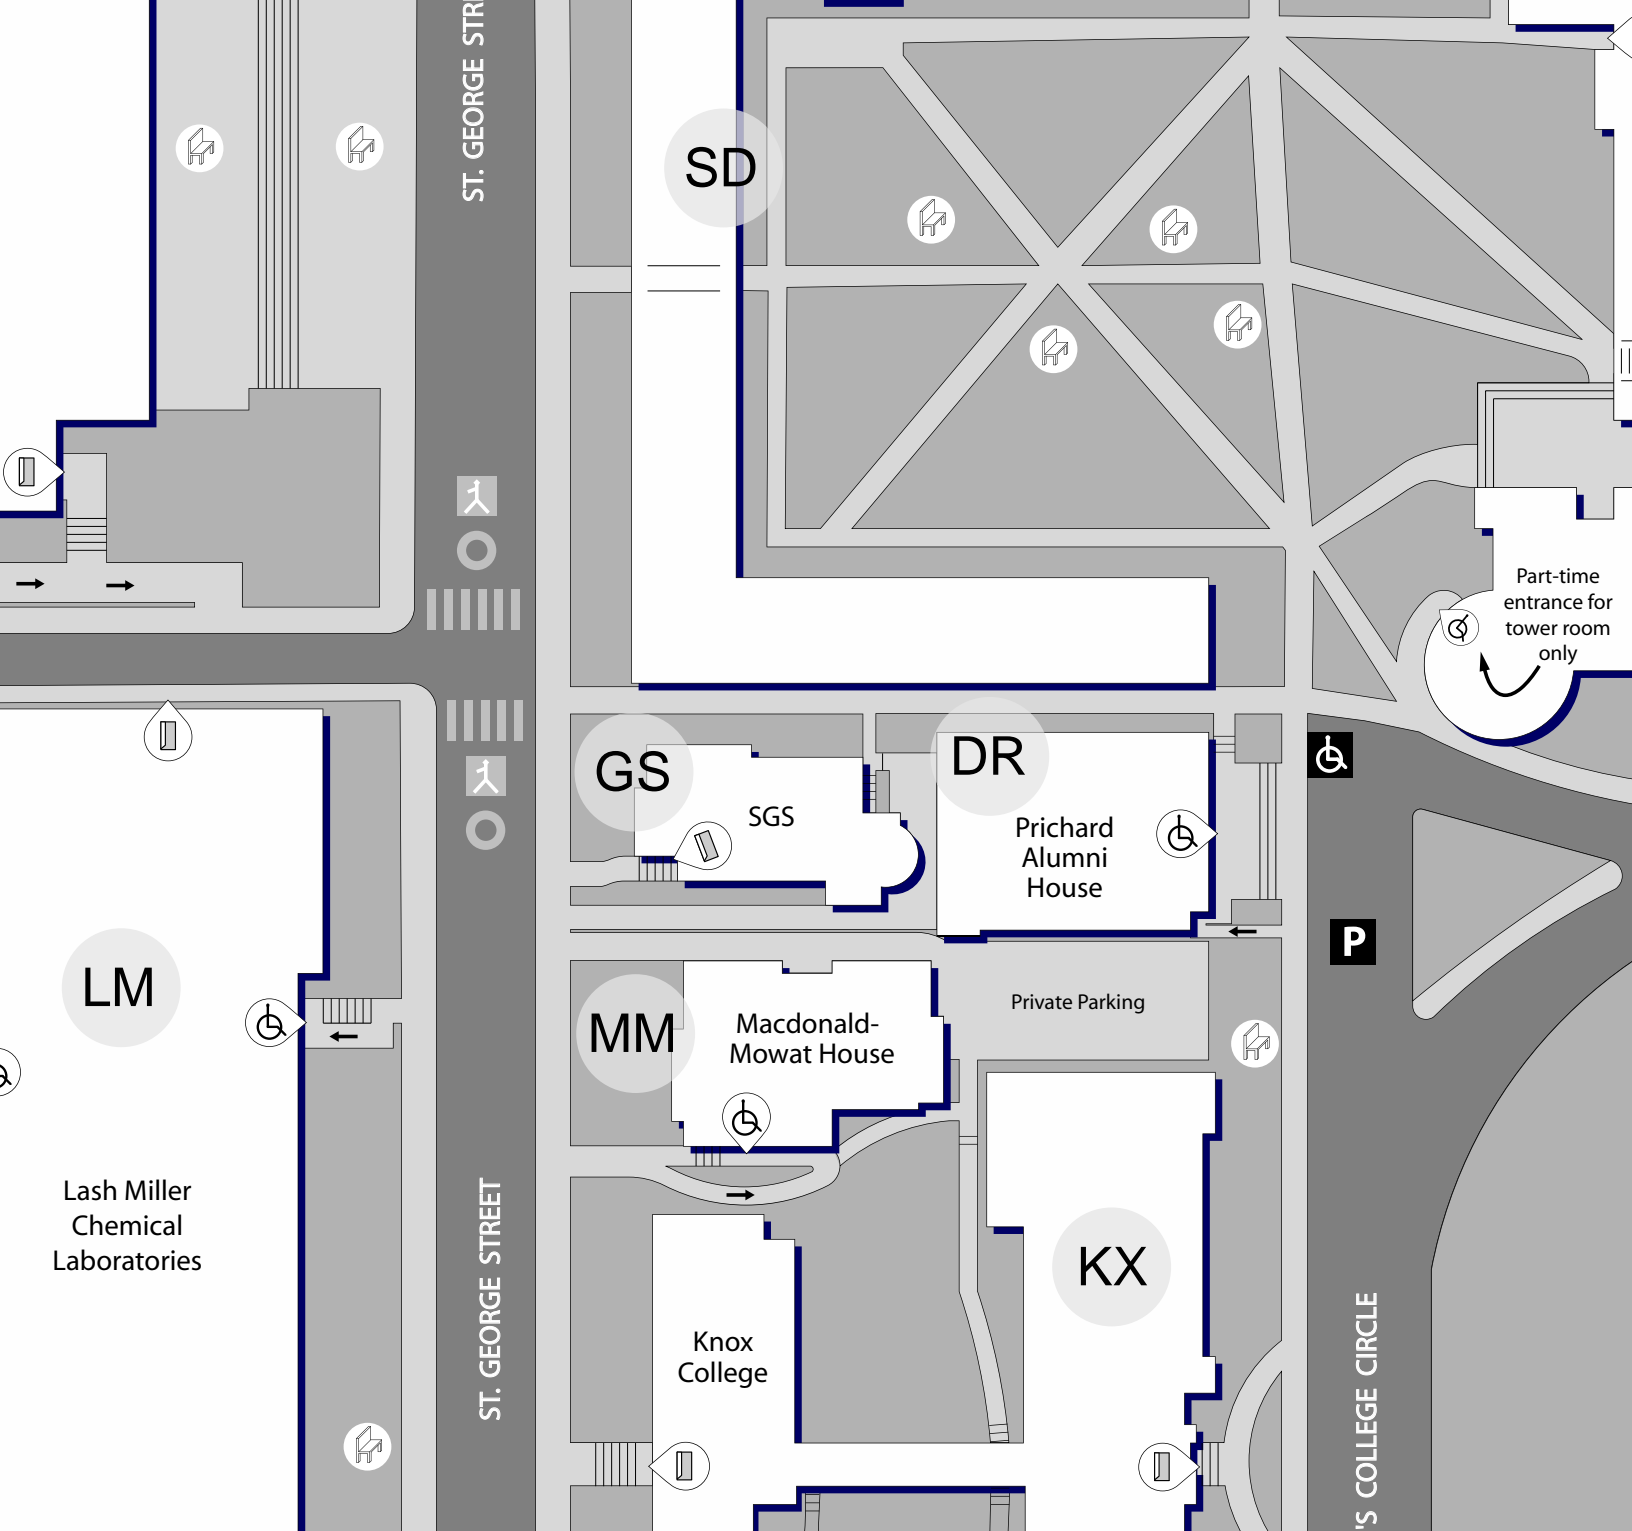 ST. GEORGE STR
SD
Part-time
entrance for
tower room
only
GS
SGS
DR
Prichard
Alumni
House
P
LM
MM
Macdonald-
Mowat House
Private Parking
Lash Miller
Chemical
Laboratories
ST. GEORGE STREET
KX
Knox
College
'S COLLEGE CIRCLE